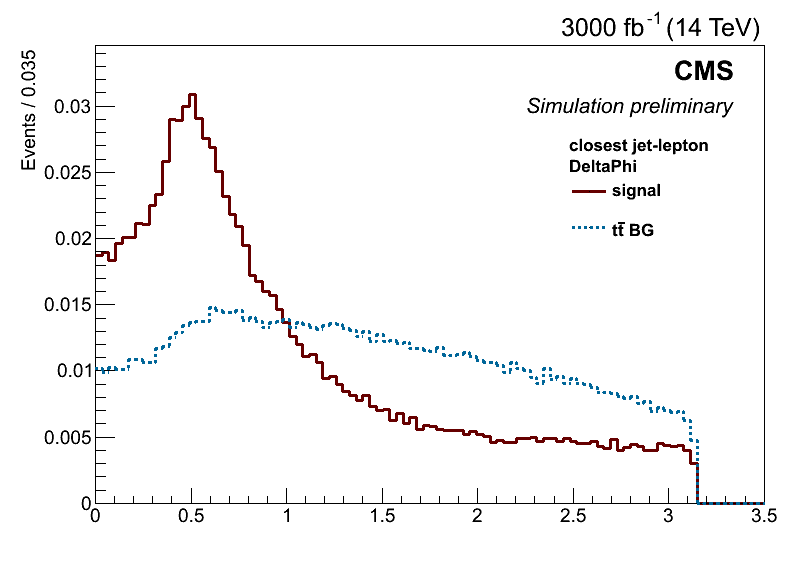 3000 fb⁻¹ (14 TeV)
CMS
Simulation preliminary
closest jet-lepton
DeltaPhi
signal
tt̄ BG
Events / 0.035
0.03
0.025
0.02
0.015
0.01
0.005
0
0 0.5 1 1.5 2 2.5 3 3.5